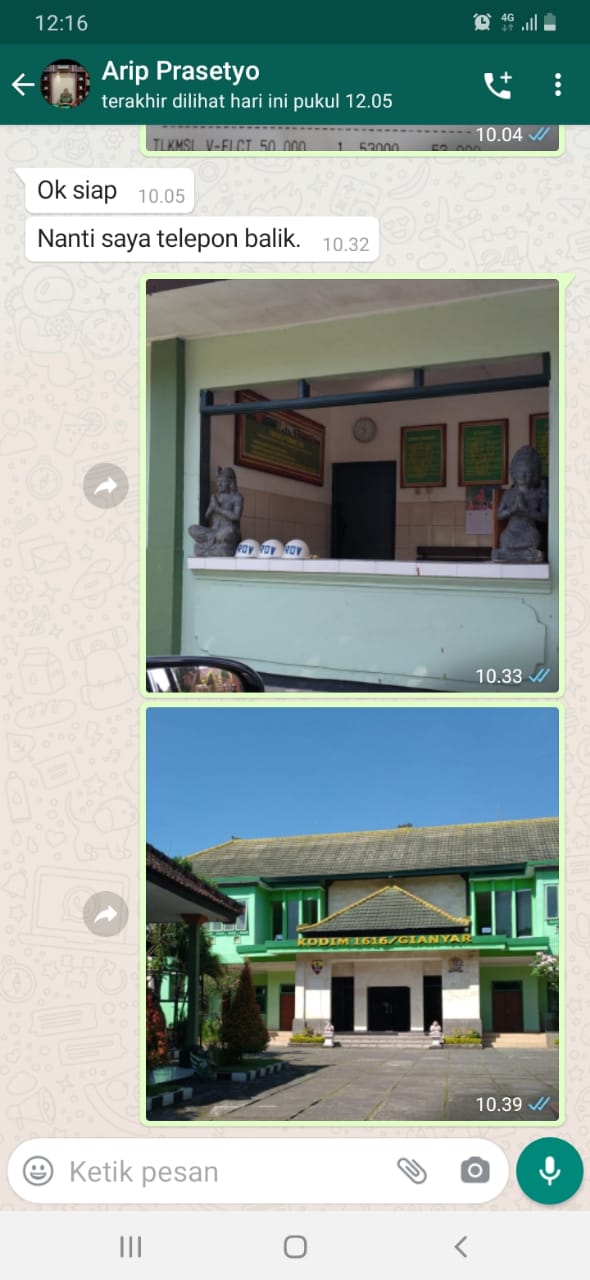 12:16
4G
Arip Prasetyo
terakhir dilihat hari ini pukul 12.05
TLKMSL V-ELCT 50.000 1 53000 53.000
10.04
Ok siap 10.05
Nanti saya telepon balik. 10.32
10.33
KODIM 1616/GIANYAR
10.39
Ketik pesan